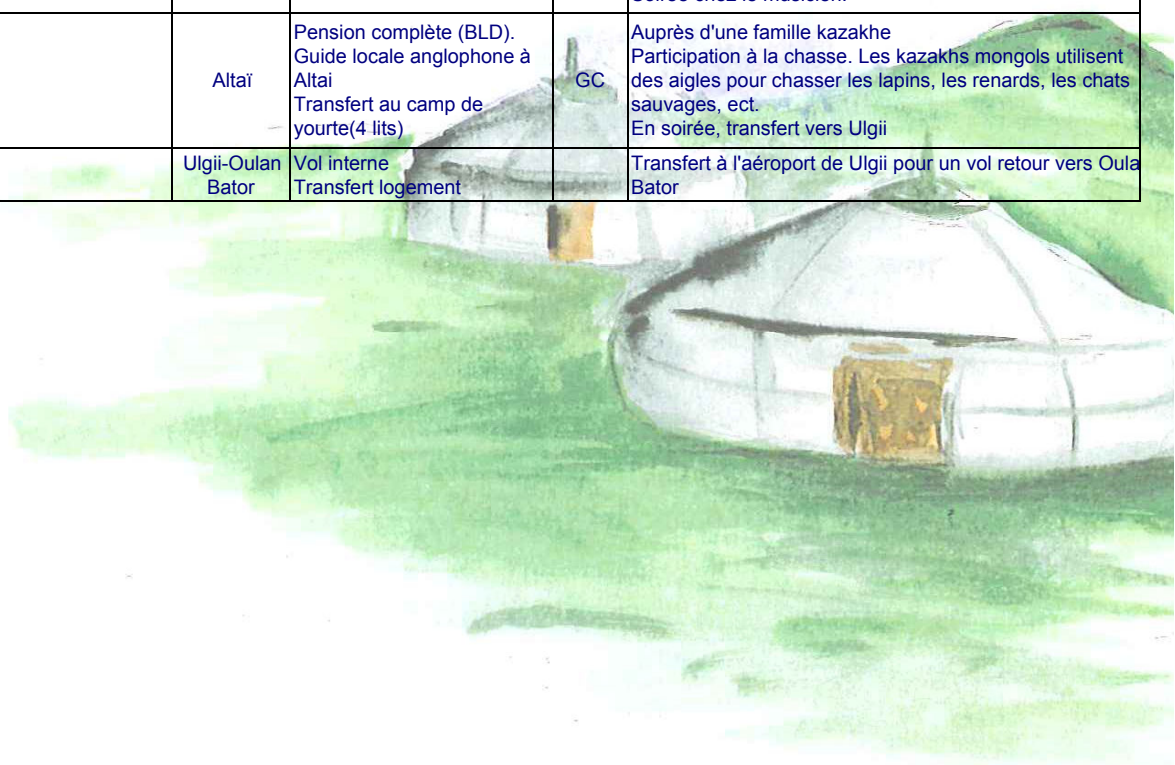 Altaï
Pension complète (BLD).
Guide locale anglophone à
Altai
Transfert au camp de
yourte(4 lits)
GC
Auprès d'une famille kazakhe
Participation à la chasse. Les kazakhs mongols utilisent
des aigles pour chasser les lapins, les renards, les chats
sauvages, ect.
En soirée, transfert vers Ulgii
Ulgii-Oulan
Bator
Vol interne
Transfert logement
Transfert à l'aéroport de Ulgii pour un vol retour vers Oula
Bator